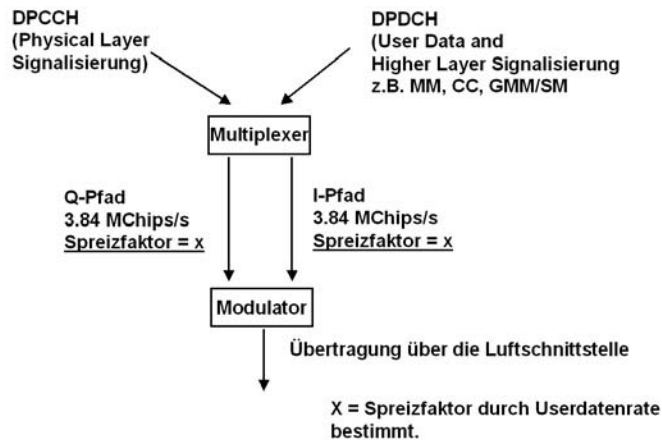 DPCCH
(Physical Layer
Signalisierung)
DPDCH
(User Data and
Higher Layer Signalisierung
z.B. MM, CC, GMM/SM
Multiplexer
Q-Pfad
3.84 MChips/s
Spreizfaktor = x
I-Pfad
3.84 MChips/s
Spreizfaktor = x
Modulator
Übertragung über die Luftschnittstelle
X = Spreizfaktor durch Userdatenrate
bestimmt.